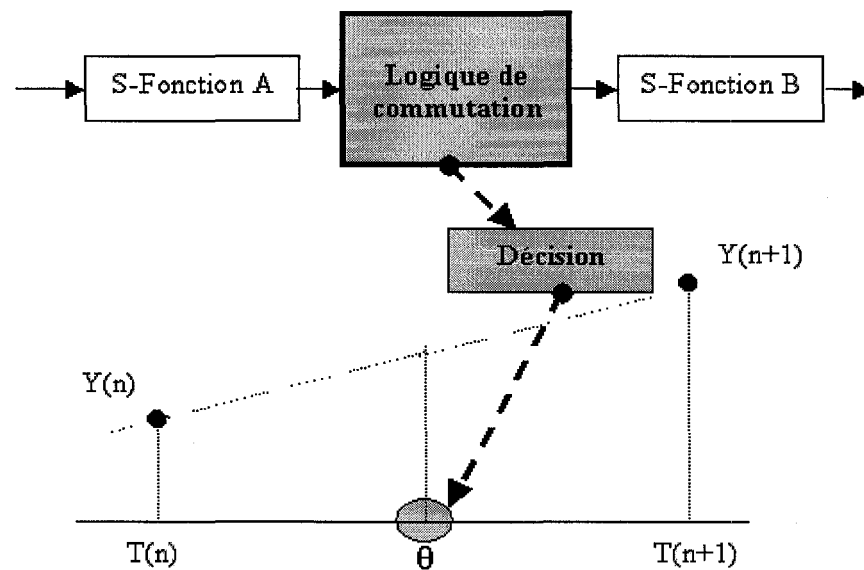 S-Fonction A
Logique de
commutation
S-Fonction B
Décision
Y(n+1)
Y(n)
T(n)
θ
T(n+1)